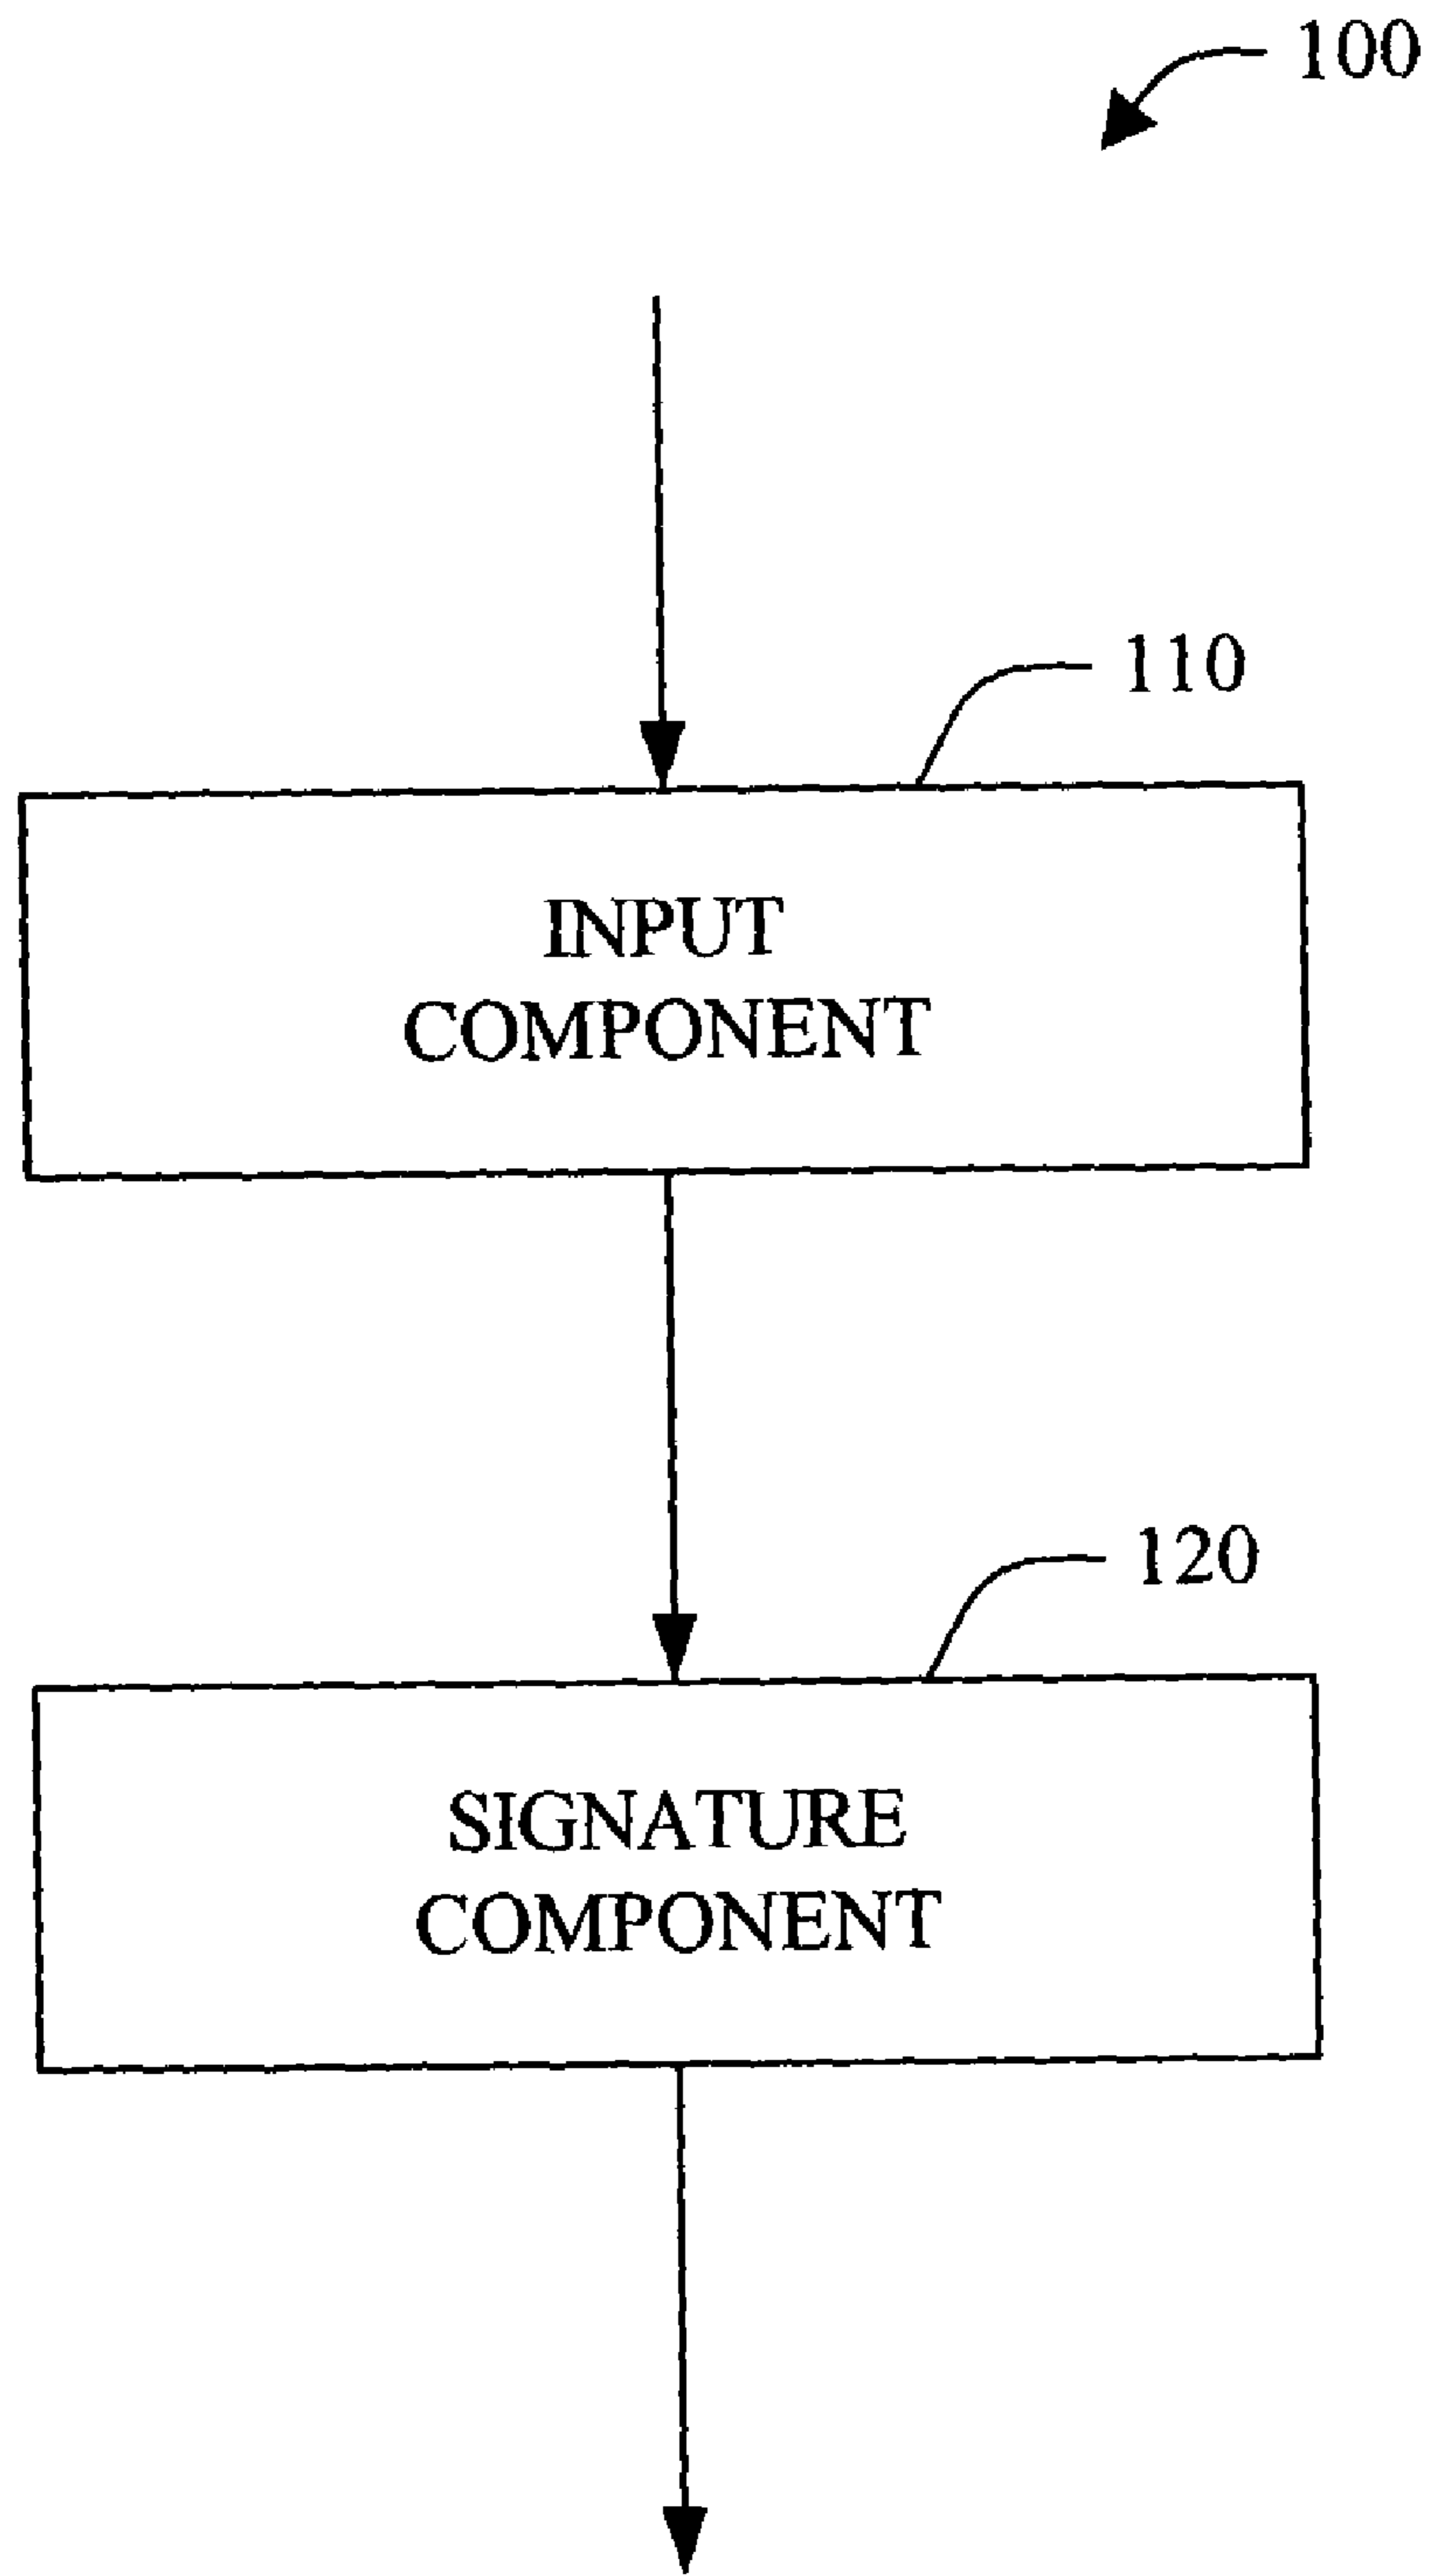 100
110
INPUT
COMPONENT
120
SIGNATURE
COMPONENT